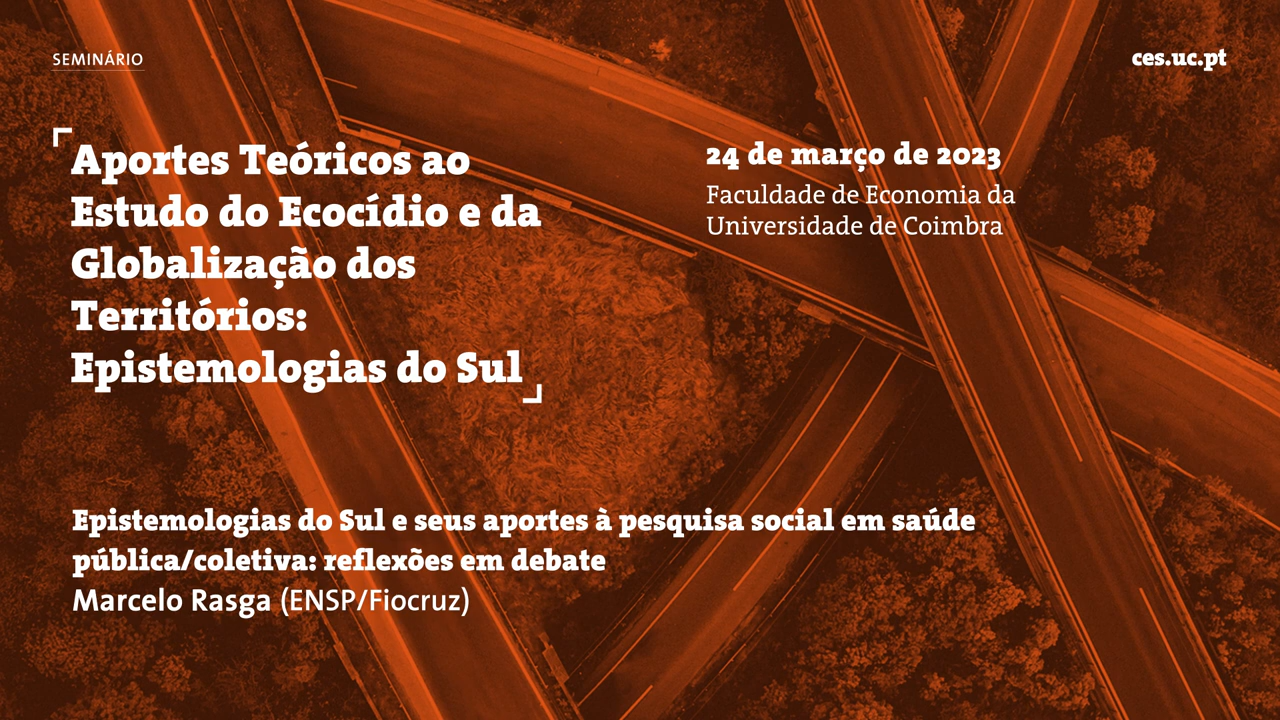 SEMINÁRIO
ces.uc.pt
Aportes Teóricos ao
Estudo do Ecocídio e da
Globalização dos
Territórios:
Epistemologias do Sul
24 de março de 2023
Faculdade de Economia da
Universidade de Coimbra
Epistemologias do Sul e seus aportes à pesquisa social em saúde
pública/coletiva: reflexões em debate
Marcelo Rasga (ENSP/Fiocruz)